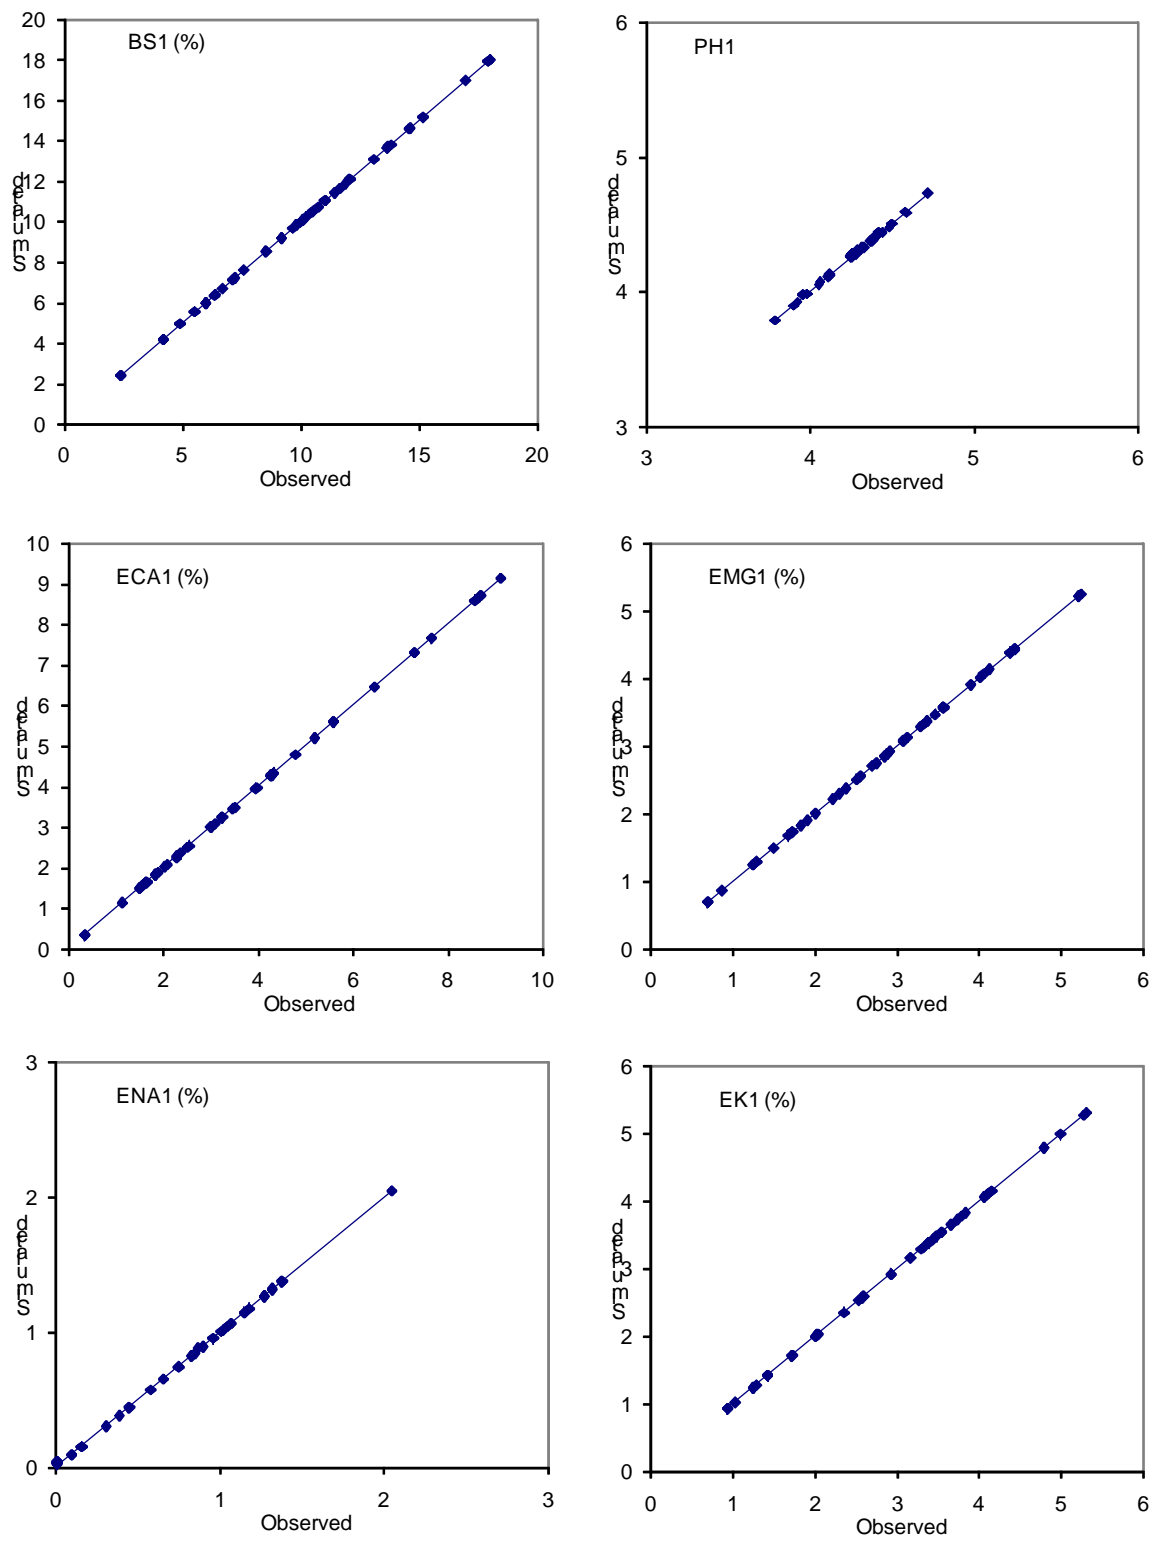 BS1 (%)
20
18
16
14
12
10
8
6
4
2
0
Simulated
0 5 10 15 20
Observed
PH1
6
5
4
3
Simulated
3 4 5 6
Observed
ECA1 (%)
10
9
8
7
6
5
4
3
2
1
0
Simulated
0 2 4 6 8 10
Observed
EMG1 (%)
6
5
4
3
2
1
0
Simulated
0 1 2 3 4 5 6
Observed
ENA1 (%)
3
2
1
0
Simulated
0 1 2 3
Observed
EK1 (%)
6
5
4
3
2
1
0
Simulated
0 1 2 3 4 5 6
Observed